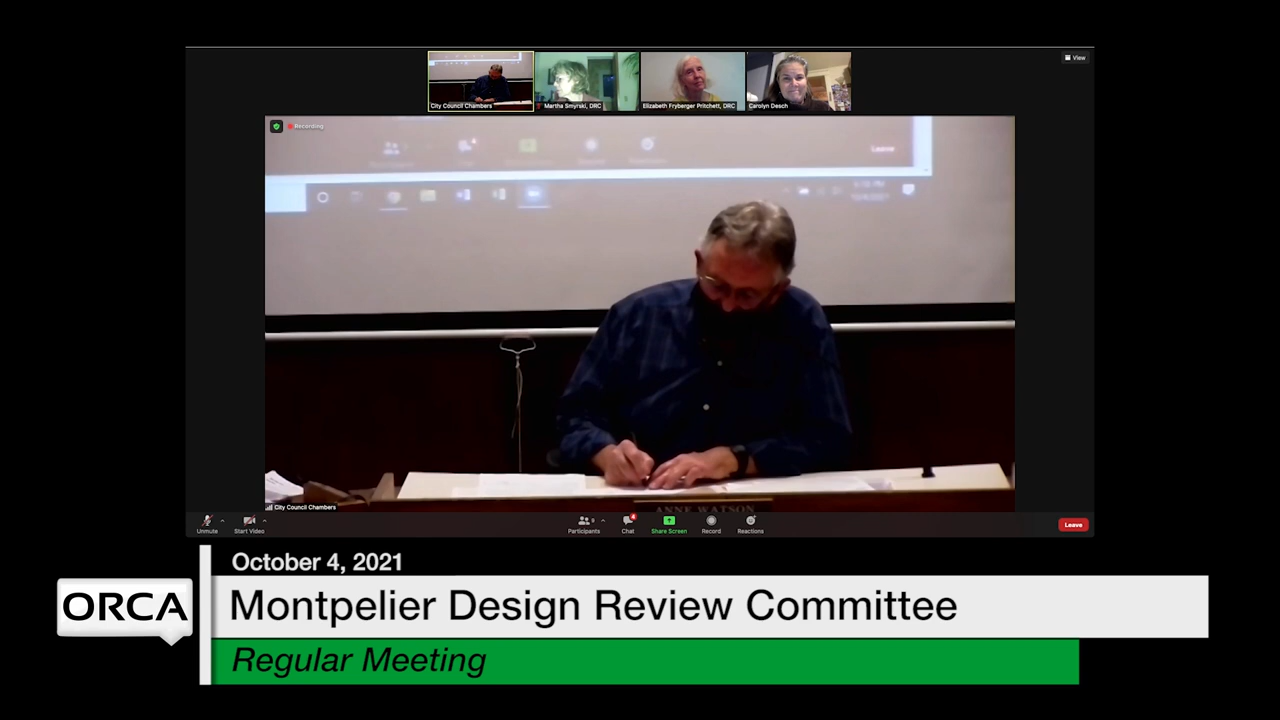 View
City Council Chambers
Martha Smyrski, DRC
Elizabeth Fryberger Pritchett, DRC
Carolyn Desch
Recording
Leave
ANNE WATSON
City Council Chambers
Unmute
Start Video
Participants
Chat
4
Share Screen
Record
Reactions
Leave
October 4, 2021
ORCA
Montpelier Design Review Committee
Regular Meeting